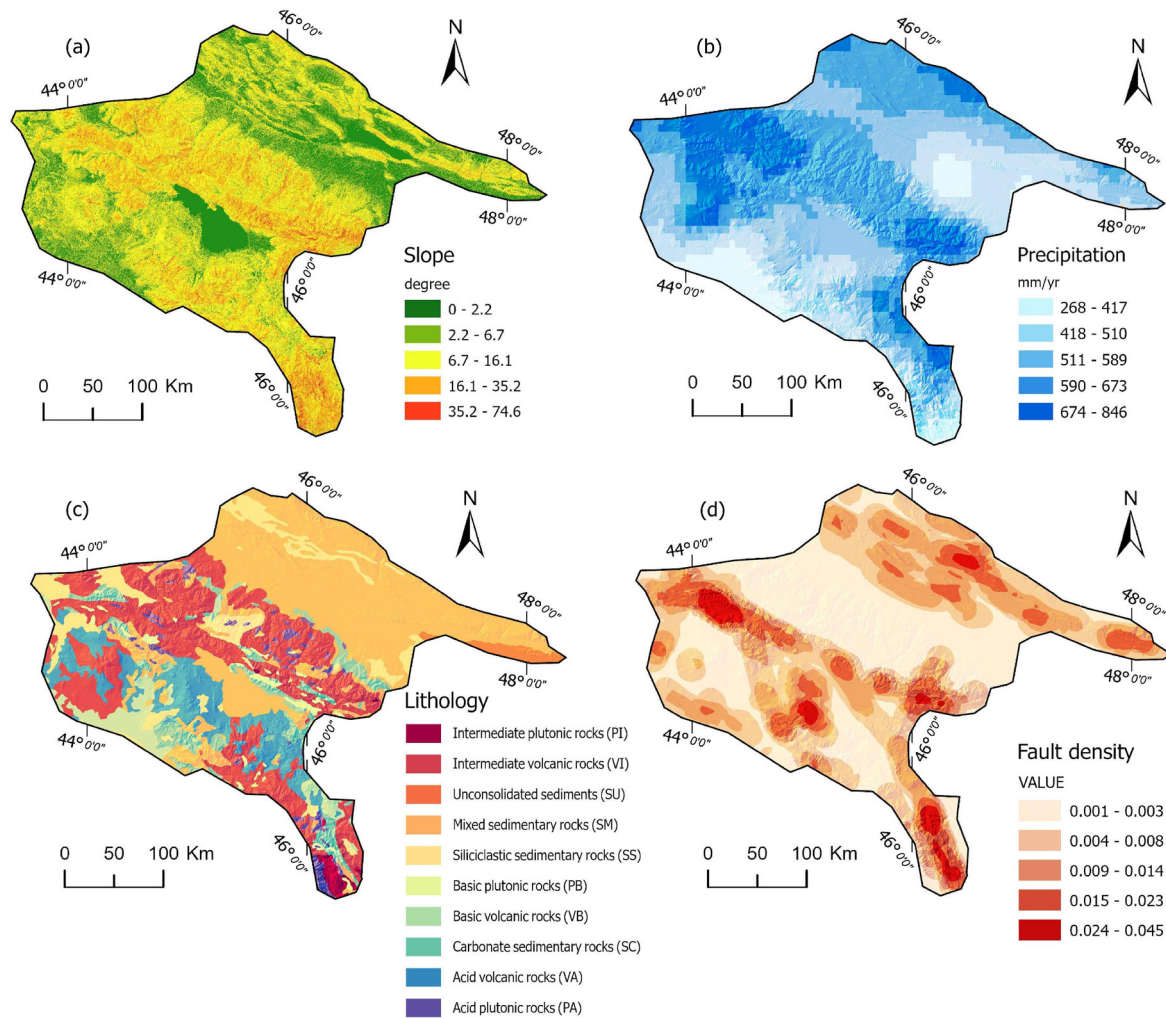 (a)
46°0'0"
N
44°0'0"
48°0'0"
48°0'0"
44°0'0"
46°0'0"
46°0'0"
Slope
degree
0 - 2.2
2.2 - 6.7
6.7 - 16.1
16.1 - 35.2
35.2 - 74.6
0 50 100 Km
(b)
46°0'0"
N
44°0'0"
48°0'0"
44°0'0"
46°0'0"
46°0'0"
Precipitation
mm/yr
268 - 417
418 - 510
511 - 589
590 - 673
674 - 846
0 50 100 Km
(c)
46°0'0"
N
44°0'0"
48°0'0"
48°0'0"
44°0'0"
46°0'0"
46°0'0"
Lithology
Intermediate plutonic rocks (PI)
Intermediate volcanic rocks (VI)
Unconsolidated sediments (SU)
Mixed sedimentary rocks (SM)
Siliciclastic sedimentary rocks (SS)
Basic plutonic rocks (PB)
Basic volcanic rocks (VB)
Carbonate sedimentary rocks (SC)
Acid volcanic rocks (VA)
Acid plutonic rocks (PA)
0 50 100 Km
(d)
46°0'0"
N
44°0'0"
48°0'0"
48°0'0"
44°0'0"
46°0'0"
46°0'0"
Fault density
VALUE
0.001 - 0.003
0.004 - 0.008
0.009 - 0.014
0.015 - 0.023
0.024 - 0.045
0 50 100 Km